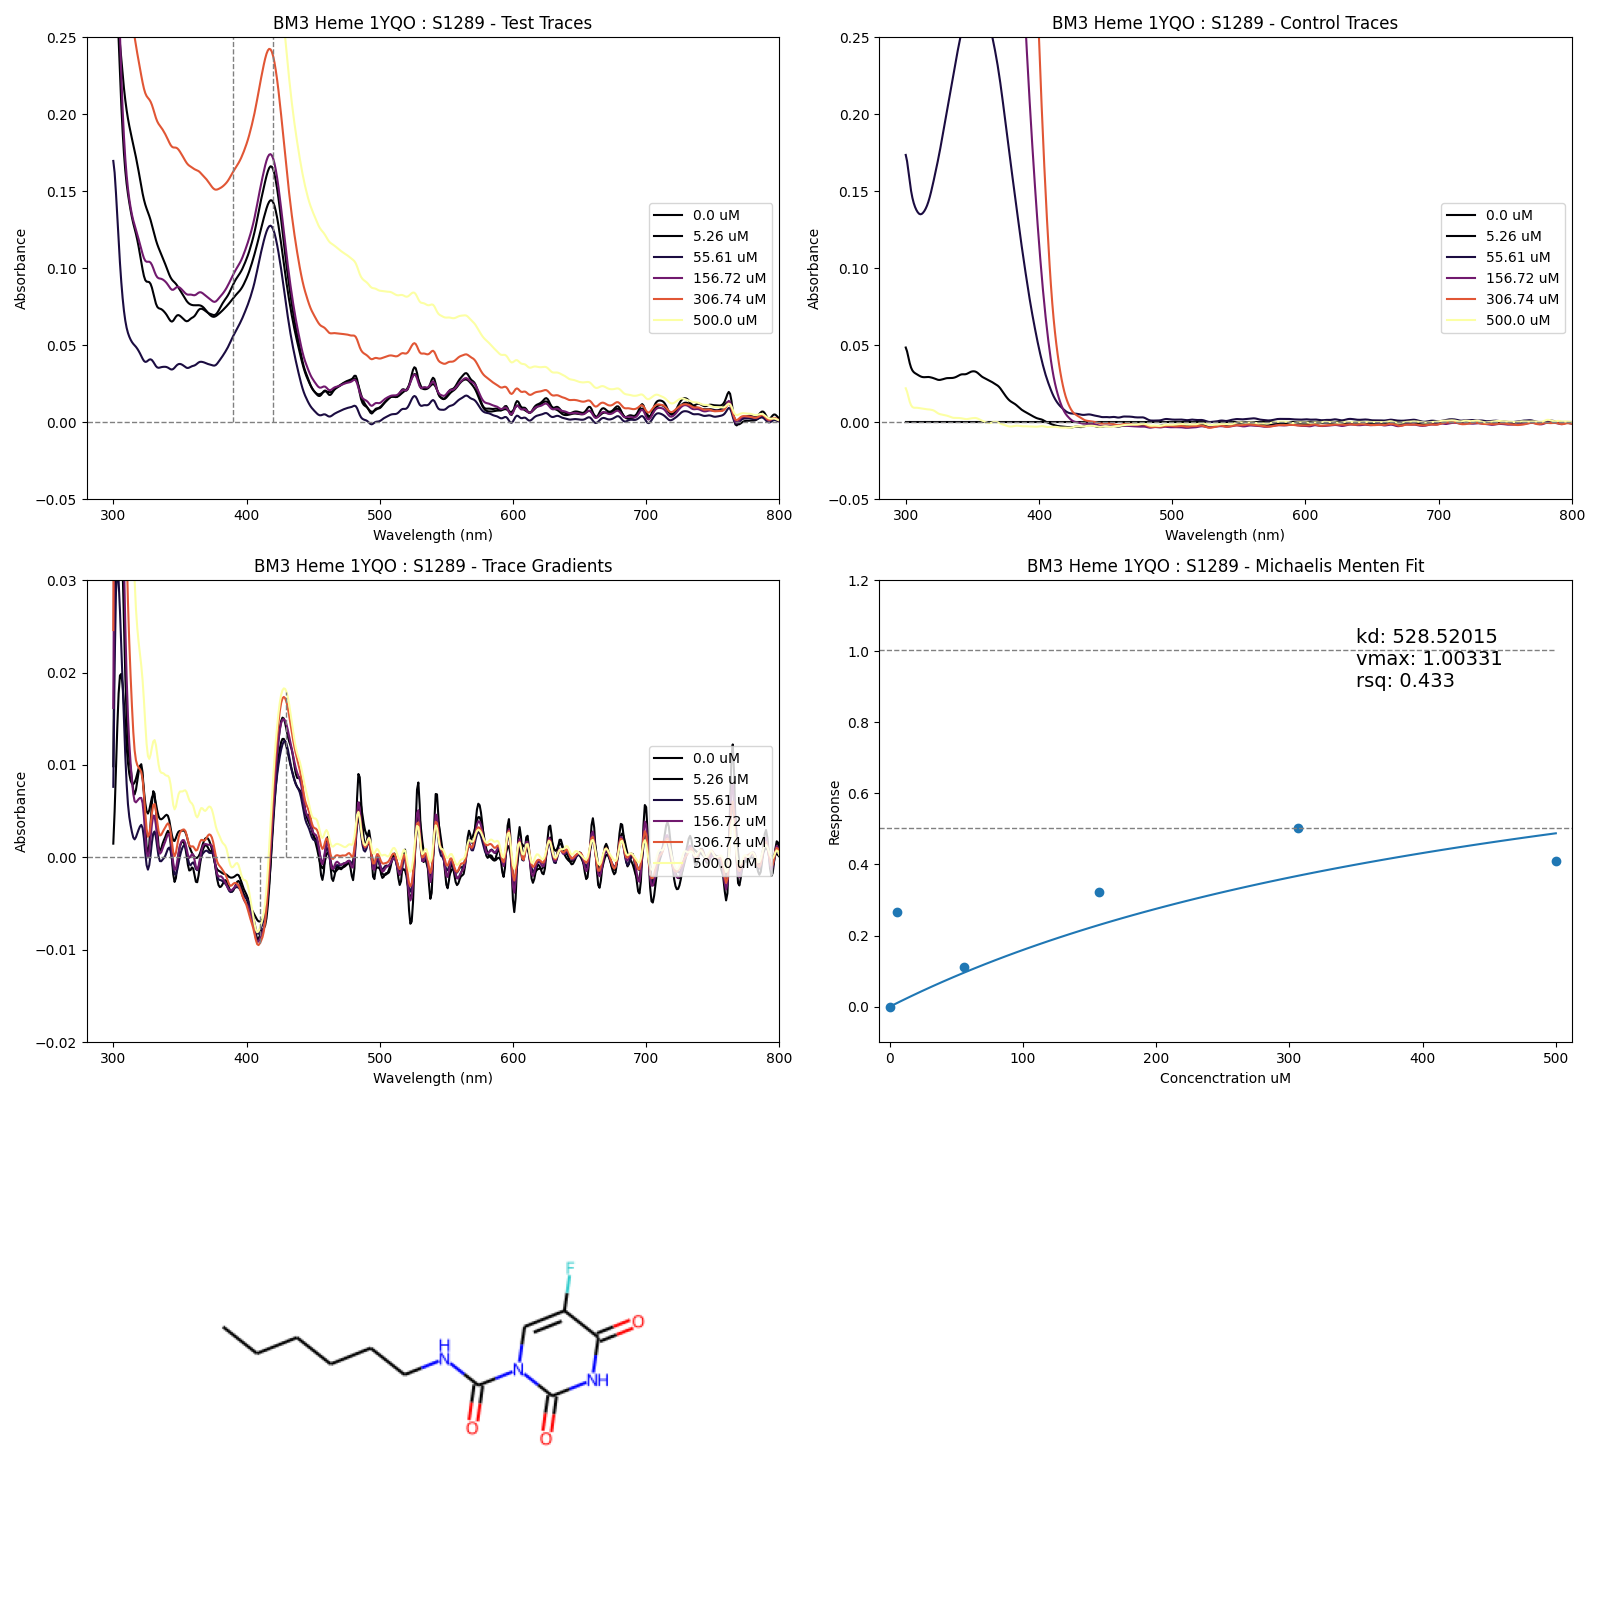 BM3 Heme 1YQO : S1289 - Test Traces
0.25
0.20
0.15
0.10
0.05
0.00
−0.05
Absorbance
300
400
500
600
700
800
Wavelength (nm)
0.0 uM
5.26 uM
55.61 uM
156.72 uM
306.74 uM
500.0 uM
BM3 Heme 1YQO : S1289 - Control Traces
0.25
0.20
0.15
0.10
0.05
0.00
−0.05
Absorbance
300
400
500
600
700
800
Wavelength (nm)
0.0 uM
5.26 uM
55.61 uM
156.72 uM
306.74 uM
500.0 uM
BM3 Heme 1YQO : S1289 - Trace Gradients
0.03
0.02
0.01
0.00
−0.01
−0.02
Absorbance
300
400
500
600
700
800
Wavelength (nm)
0.0 uM
5.26 uM
55.61 uM
156.72 uM
306.74 uM
500.0 uM
BM3 Heme 1YQO : S1289 - Michaelis Menten Fit
1.2
1.0
0.8
0.6
0.4
0.2
0.0
Response
0
100
200
300
400
500
Concenctration uM
kd: 528.52015
vmax: 1.00331
rsq: 0.433
F
O
H
N
N
NH
O
O